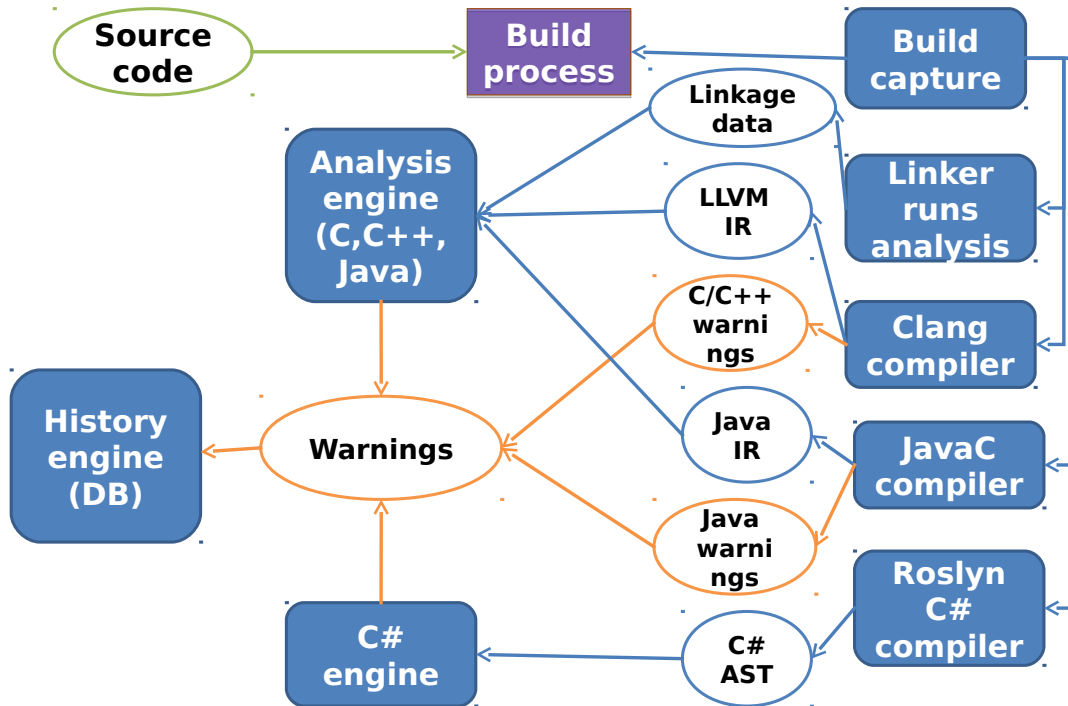 Source
code
Build
process
Build
capture
Linkage
data
Analysis
engine
(C,C++,
Java)
LLVM
IR
Linker
runs
analysis
C/C++
warni
ngs
Clang
compiler
History
engine
(DB)
Warnings
Java
IR
JavaC
compiler
Java
warni
ngs
Roslyn
C#
compiler
C#
engine
C#
AST